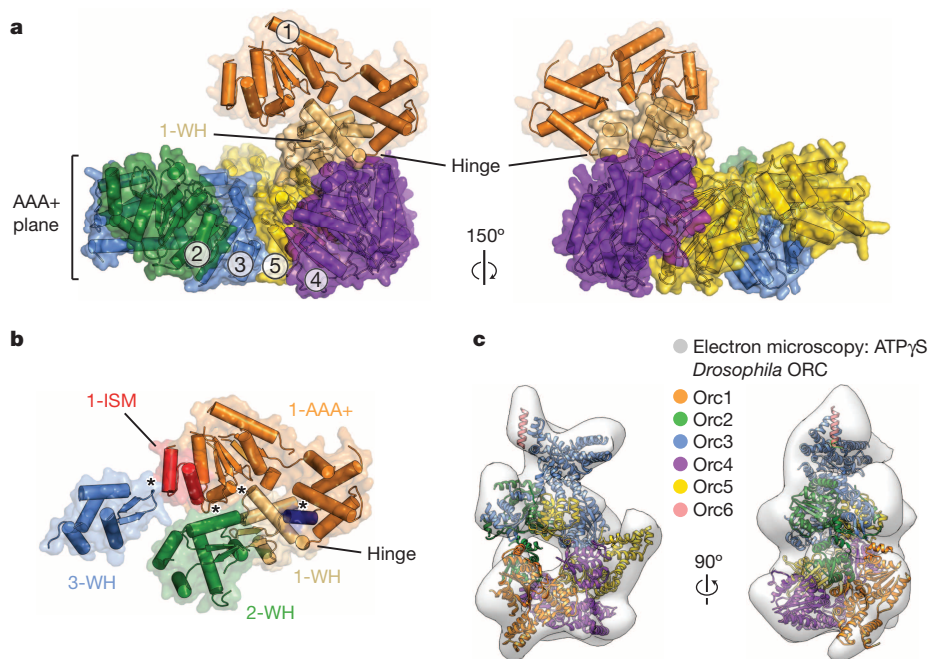 a
1
1-WH
Hinge
AAA+
plane
2
3
5
4
150º
b
1-ISM
1-AAA+
*
*
*
*
Hinge
3-WH
1-WH
2-WH
c
Electron microscopy: ATPγS
Drosophila ORC
Orc1
Orc2
Orc3
Orc4
Orc5
Orc6
90º